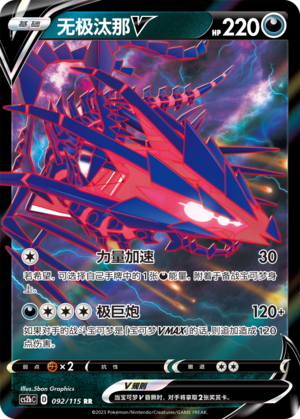 基础
无极汰那V
HP 220
力量加速 30
若希望,可选择自己手牌中的1张能量,附着于备战宝可梦身
上。
极巨炮 120+
如果对手的战斗宝可梦是「宝可梦VMAX」的话,则追加造成120
点伤害。
弱点 ×2 抗性 撤退
Illus.5ban Graphics
V规则
当宝可梦V昏厥时,对手将拿取2张奖赏卡。
cs3bC D 092/115 RR
©2023 Pokémon/Nintendo/Creatures/GAME FREAK.